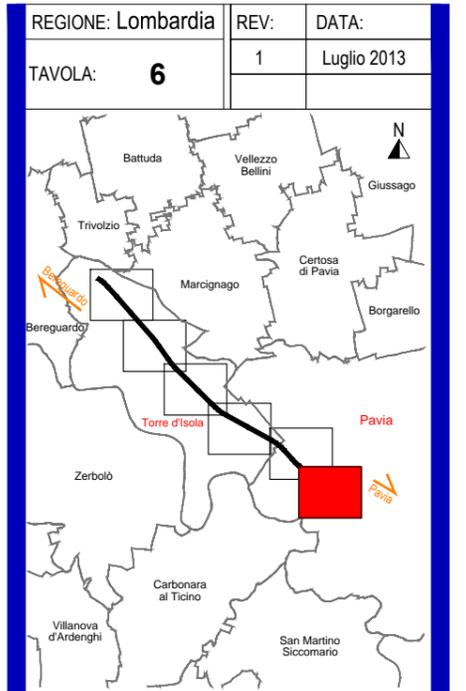 REGIONE: Lombardia
REV:
DATA:
TAVOLA: 6
1
Luglio 2013
N
Battuda
Vellezzo
Bellini
Giussago
Trivolzio
Certosa
di Pavia
Marcignago
Bereguardo
Borgarello
Bereguardo
Torre d'Isola
Pavia
Zerbolò
Pavia
Carbonara
al Ticino
Villanova
d'Ardenghi
San Martino
Siccomario